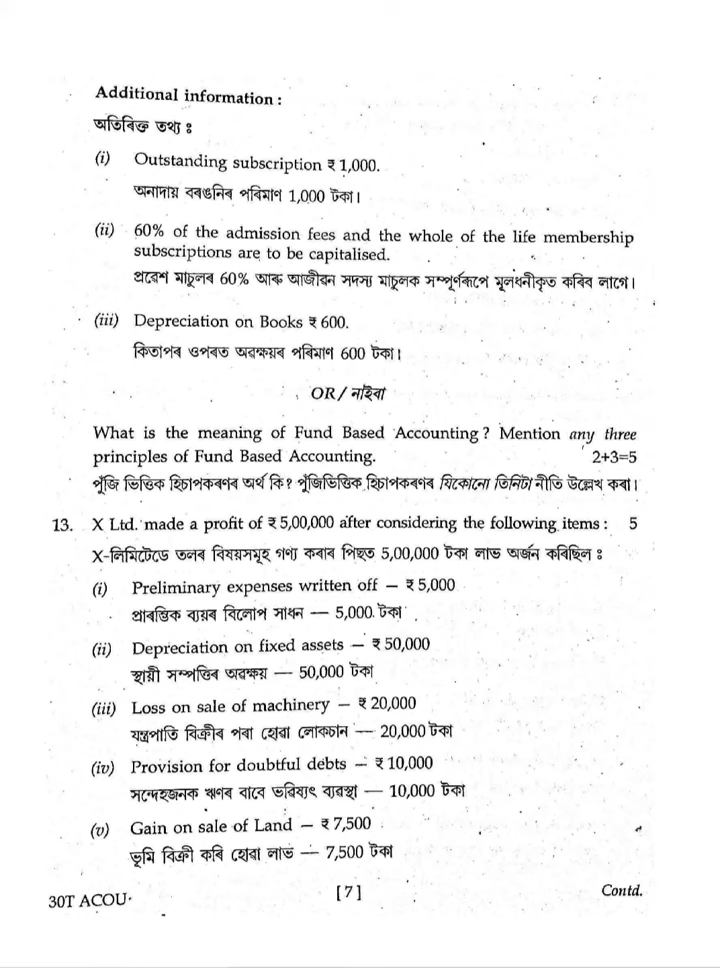 Additional information :
অতিৰিক্ত তথ্য ঃ
(i) Outstanding subscription ₹ 1,000.
অনাদায় বৰঙনিৰ পৰিমাণ 1,000 টকা।
(ii) 60% of the admission fees and the whole of the life membership
subscriptions are to be capitalised.
প্ৰৱেশ মাচুলৰ 60% আৰু আজীৱন সদস্য মাচুলক সম্পূৰ্ণৰূপে মূলধনীকৃত কৰিব লাগে।
(iii) Depreciation on Books ₹ 600.
কিতাপৰ ওপৰত অৱক্ষয়ৰ পৰিমাণ 600 টকা।
OR / নাইবা
What is the meaning of Fund Based Accounting? Mention any three
principles of Fund Based Accounting. 2+3=5
পুঁজি ভিত্তিক হিচাপকৰণৰ অৰ্থ কি? পুঁজিভিত্তিক হিচাপকৰণৰ যিকোনো তিনিটা নীতি উল্লেখ কৰা।
13. X Ltd. made a profit of ₹ 5,00,000 after considering the following items : 5
X-লিমিটেডে তলৰ বিষয়সমূহ গণ্য কৰাৰ পিছত 5,00,000 টকা লাভ অৰ্জন কৰিছিল ঃ
(i) Preliminary expenses written off — ₹ 5,000
প্ৰাৰম্ভিক ব্যয়ৰ বিলোপ সাধন — 5,000 টকা
(ii) Depreciation on fixed assets — ₹ 50,000
স্থায়ী সম্পত্তিৰ অৱক্ষয় — 50,000 টকা
(iii) Loss on sale of machinery — ₹ 20,000
যন্ত্ৰপাতি বিক্ৰীৰ পৰা হোৱা লোকচান — 20,000 টকা
(iv) Provision for doubtful debts — ₹ 10,000
সন্দেহজনক ঋণৰ বাবে ভৱিষ্যৎ ব্যৱস্থা — 10,000 টকা
(v) Gain on sale of Land — ₹ 7,500
ভূমি বিক্ৰী কৰি হোৱা লাভ — 7,500 টকা
30T ACOU [7] Contd.